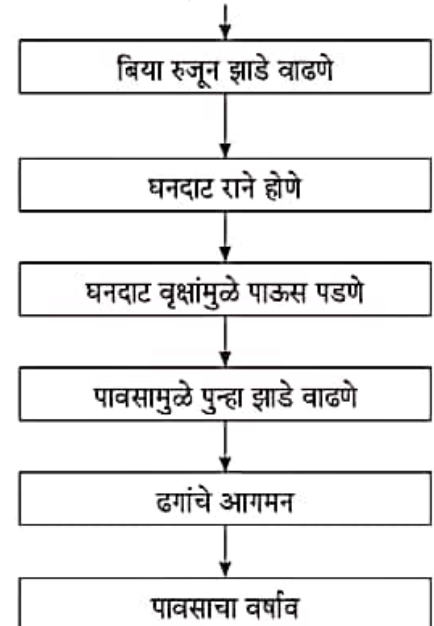 बिया रुजून झाडे वाढणे
घनदाट राने होणे
घनदाट वृक्षांमुळे पाऊस पडणे
पावसामुळे पुन्हा झाडे वाढणे
ढगांचे आगमन
पावसाचा वर्षाव